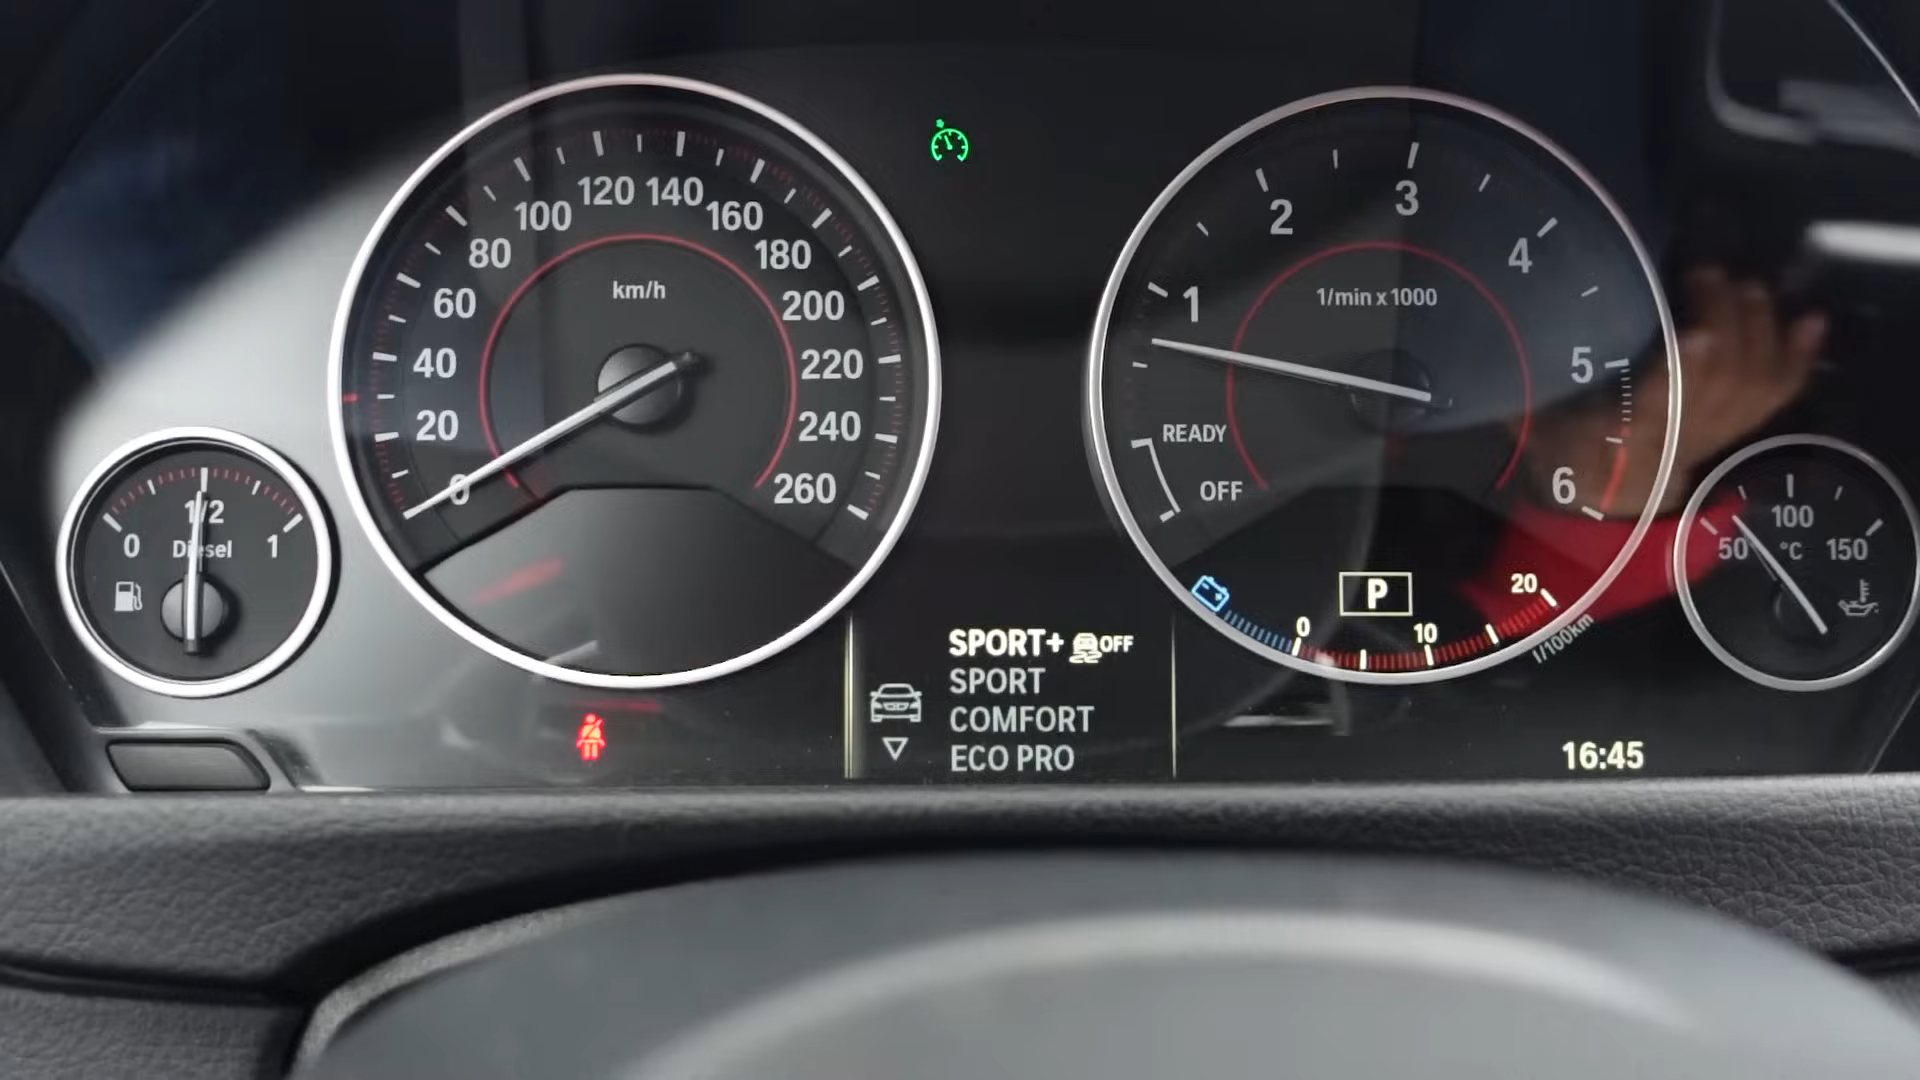 km/h
0
20
40
60
80
100
120
140
160
180
200
220
240
260
1/min x 1000
OFF
READY
1
2
3
4
5
6
0 1/2 1
Diesel
50 100 150
°C
P
0 10 20
l/100km
SPORT+ OFF
SPORT
COMFORT
ECO PRO
16:45